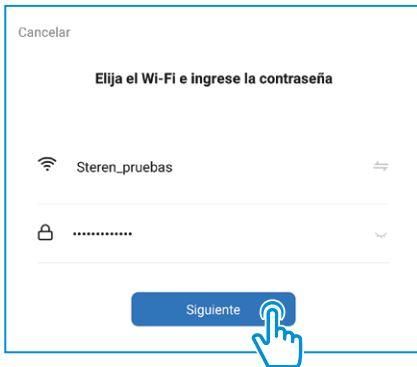 Cancelar
Elija el Wi-Fi e ingrese la contraseña
Steren_pruebas
•••••••••••••
Siguiente